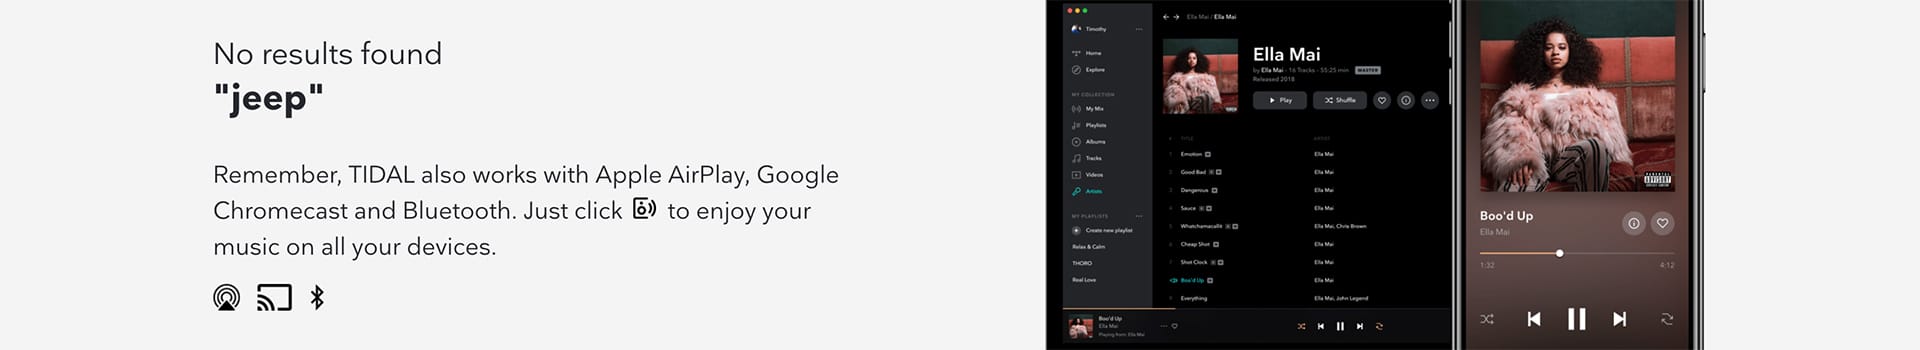 No results found
"jeep"
Remember, TIDAL also works with Apple AirPlay, Google
Chromecast and Bluetooth. Just click to enjoy your
music on all your devices.
Timothy
Home
Explore
MY COLLECTION
My Mix
Playlists
Albums
Tracks
Videos
Artists
MY PLAYLISTS
Create new playlist
Relax & Calm
THORO
Real Love
Ella Mai / Ella Mai
Ella Mai
by Ella Mai - 16 Tracks - 55:25 min MASTER
Released 2018
Play Shuffle
# TITLE ARTIST
1 Emotion M Ella Mai
2 Good Bad E M Ella Mai
3 Dangerous M Ella Mai
4 Sauce E M Ella Mai
5 Whatchamacallit E M Ella Mai, Chris Brown
6 Cheap Shot M Ella Mai
7 Shot Clock E M Ella Mai
Boo'd Up M Ella Mai
9 Everything Ella Mai, John Legend
Boo'd Up
Ella Mai
Playing from: Ella Mai
PARENTAL
ADVISORY
EXPLICIT CONTENT
Boo'd Up
Ella Mai
1:32 4:12